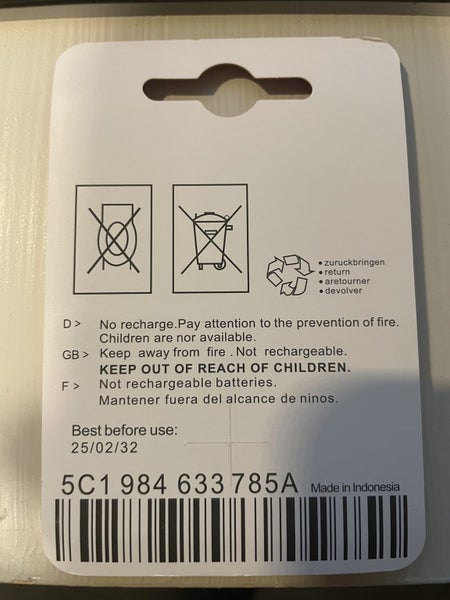 • zuruckbringen
• return
• aretourner
• devolver
D > No recharge.Pay attention to the prevention of fire.
Children are nor available.
GB > Keep away from fire . Not rechargeable.
KEEP OUT OF REACH OF CHILDREN.
F > Not rechargeable batteries.
Mantener fuera del alcance de ninos.
Best before use:
25/02/32
5C1 984 633 785A Made in Indonesia